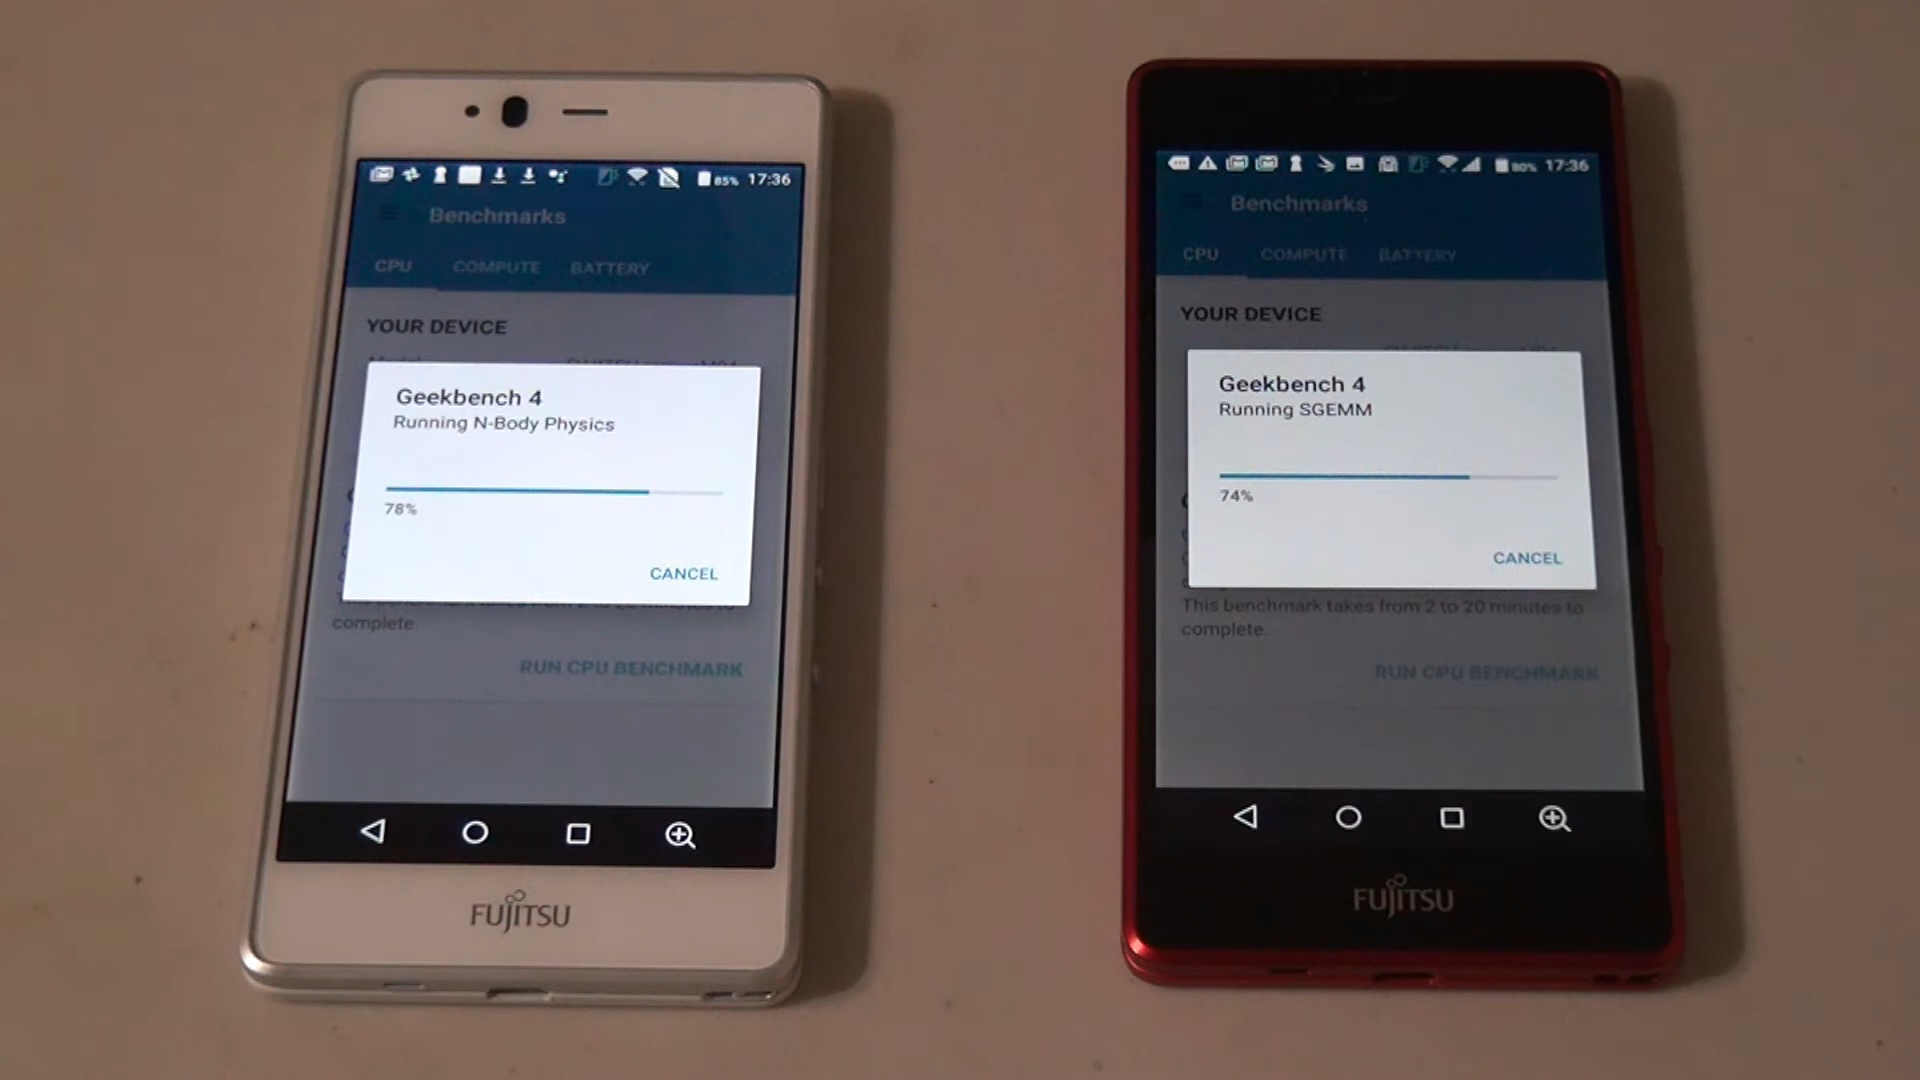 85% 17:36
Benchmarks
CPU COMPUTE BATTERY
YOUR DEVICE
Geekbench 4
Running N-Body Physics
78%
CANCEL
complete.
RUN CPU BENCHMARK
FUJITSU
80% 17:36
Benchmarks
CPU COMPUTE BATTERY
YOUR DEVICE
Geekbench 4
Running SGEMM
74%
CANCEL
This benchmark takes from 2 to 20 minutes to
complete.
RUN CPU BENCHMARK
FUJITSU